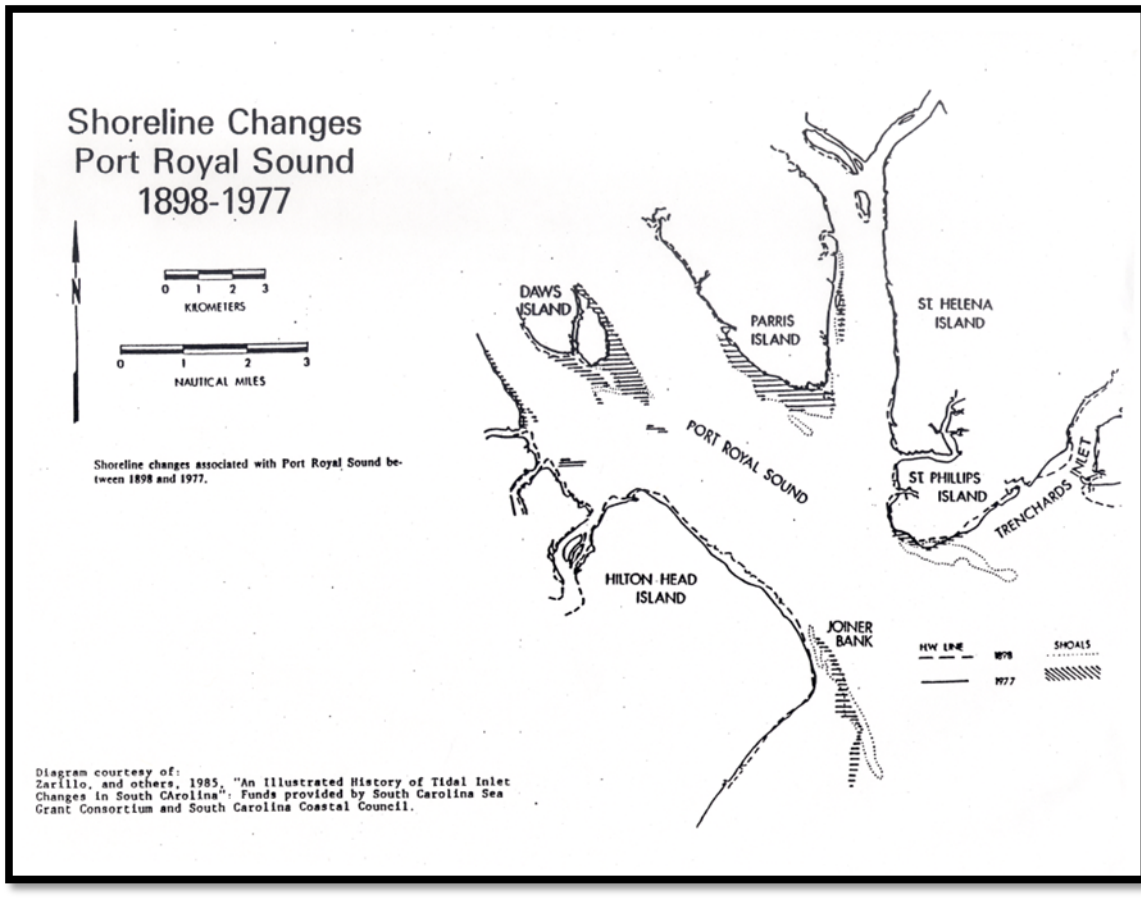 Shoreline Changes
Port Royal Sound
1898-1977
N
0 1 2 3
KILOMETERS
0 1 2 3
NAUTICAL MILES
Shoreline changes associated with Port Royal Sound be-
tween 1898 and 1977.
DAWS
ISLAND
PARRIS
ISLAND
ST. HELENA
ISLAND
PORT ROYAL SOUND
ST. PHILLIPS
ISLAND
TRENCHARDS INLET
HILTON HEAD
ISLAND
JOINER
BANK
HW LINE SHOALS
1898
1977
Diagram courtesy of:
Zarillo, and others, 1985, "An Illustrated History of Tidal Inlet
Changes in South CArolina": Funds provided by South Carolina Sea
Grant Consortium and South Carolina Coastal Council.